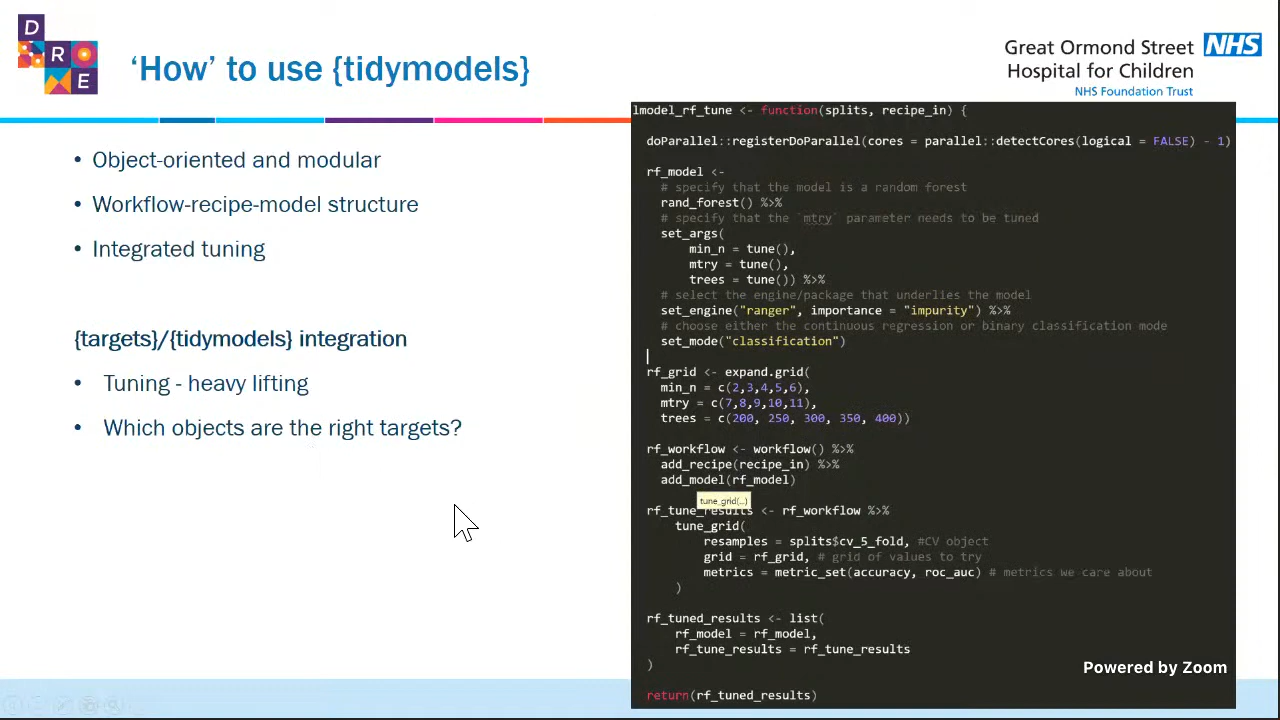 D
R
O
E
‘How’ to use {tidymodels}
Great Ormond Street NHS
Hospital for Children
NHS Foundation Trust
• Object-oriented and modular
• Workflow-recipe-model structure
• Integrated tuning
{targets}/{tidymodels} integration
• Tuning - heavy lifting
• Which objects are the right targets?
lmodel_rf_tune <- function(splits, recipe_in) {
doParallel::registerDoParallel(cores = parallel::detectCores(logical = FALSE) - 1)
rf_model <-
# specify that the model is a random forest
rand_forest() %>%
# specify that the `mtry` parameter needs to be tuned
set_args(
min_n = tune(),
mtry = tune(),
trees = tune()) %>%
# select the engine/package that underlies the model
set_engine("ranger", importance = "impurity") %>%
# choose either the continuous regression or binary classification mode
set_mode("classification")
rf_grid <- expand.grid(
min_n = c(2,3,4,5,6),
mtry = c(7,8,9,10,11),
trees = c(200, 250, 300, 350, 400))
rf_workflow <- workflow() %>%
add_recipe(recipe_in) %>%
add_model(rf_model)
tune_grid(...)
rf_tune_results <- rf_workflow %>%
tune_grid(
resamples = splits$cv_5_fold, #CV object
grid = rf_grid, # grid of values to try
metrics = metric_set(accuracy, roc_auc) # metrics we care about
)
rf_tuned_results <- list(
rf_model = rf_model,
rf_tune_results = rf_tune_results
)
return(rf_tuned_results)
Powered by Zoom